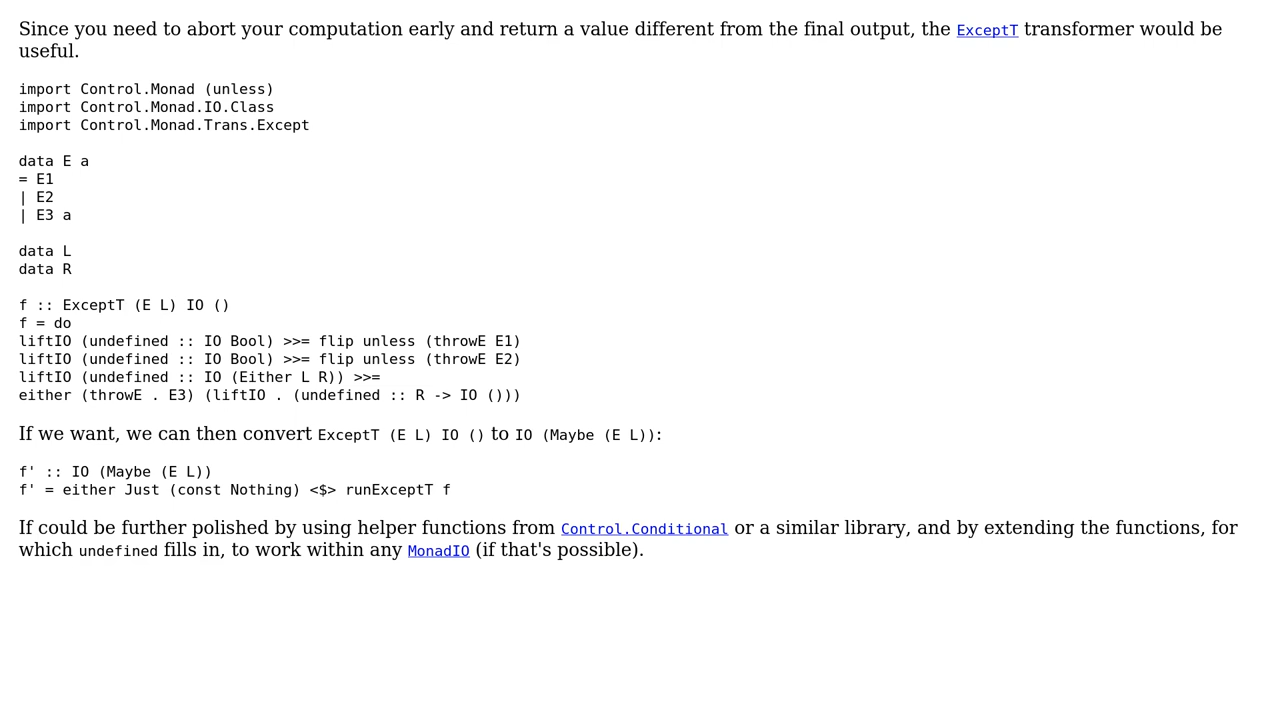 Since you need to abort your computation early and return a value different from the final output, the ExceptT transformer would be
useful.
import Control.Monad (unless)
import Control.Monad.IO.Class
import Control.Monad.Trans.Except
data E a
= E1
| E2
| E3 a
data L
data R
f :: ExceptT (E L) IO ()
f = do
liftIO (undefined :: IO Bool) >>= flip unless (throwE E1)
liftIO (undefined :: IO Bool) >>= flip unless (throwE E2)
liftIO (undefined :: IO (Either L R)) >>=
either (throwE . E3) (liftIO . (undefined :: R -> IO ()))
If we want, we can then convert ExceptT (E L) IO () to IO (Maybe (E L)):
f' :: IO (Maybe (E L))
f' = either Just (const Nothing) <$> runExceptT f
If could be further polished by using helper functions from Control.Conditional or a similar library, and by extending the functions, for
which undefined fills in, to work within any MonadIO (if that's possible).